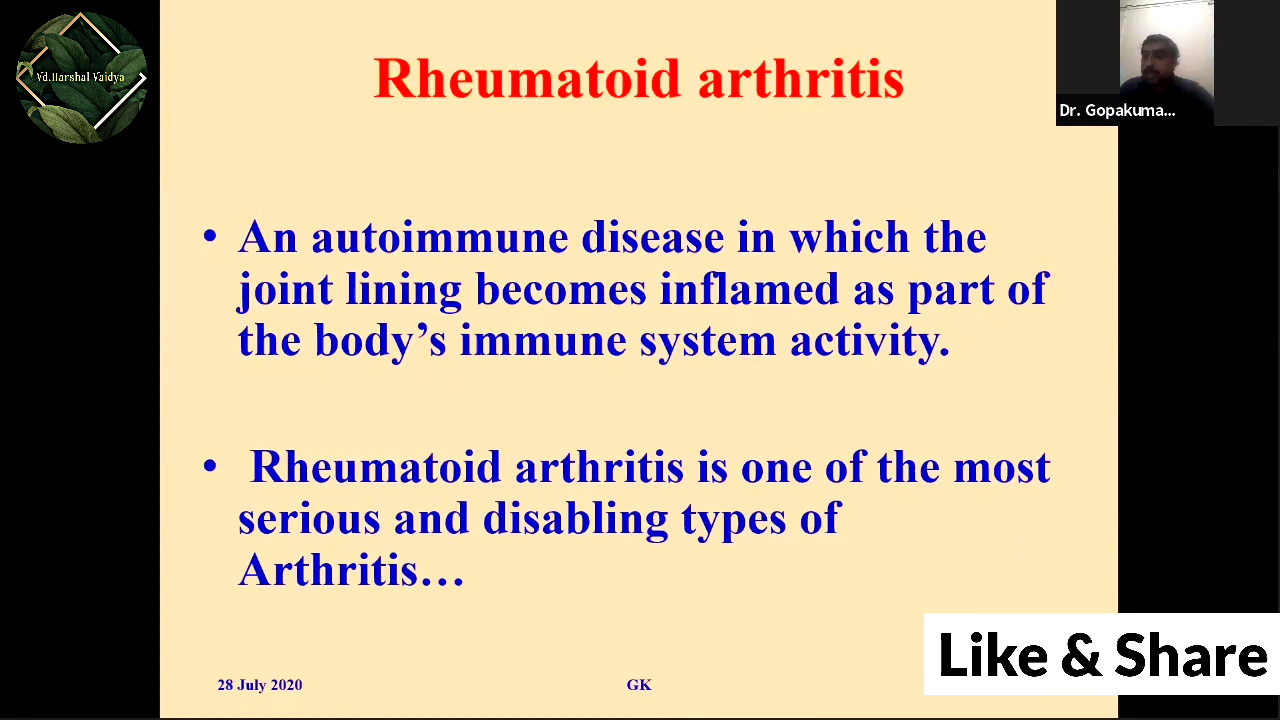 Vd.Harshal Vaidya
Rheumatoid arthritis
Dr. Gopakuma...
• An autoimmune disease in which the
joint lining becomes inflamed as part of
the body’s immune system activity.
• Rheumatoid arthritis is one of the most
serious and disabling types of
Arthritis…
Like & Share
28 July 2020
GK